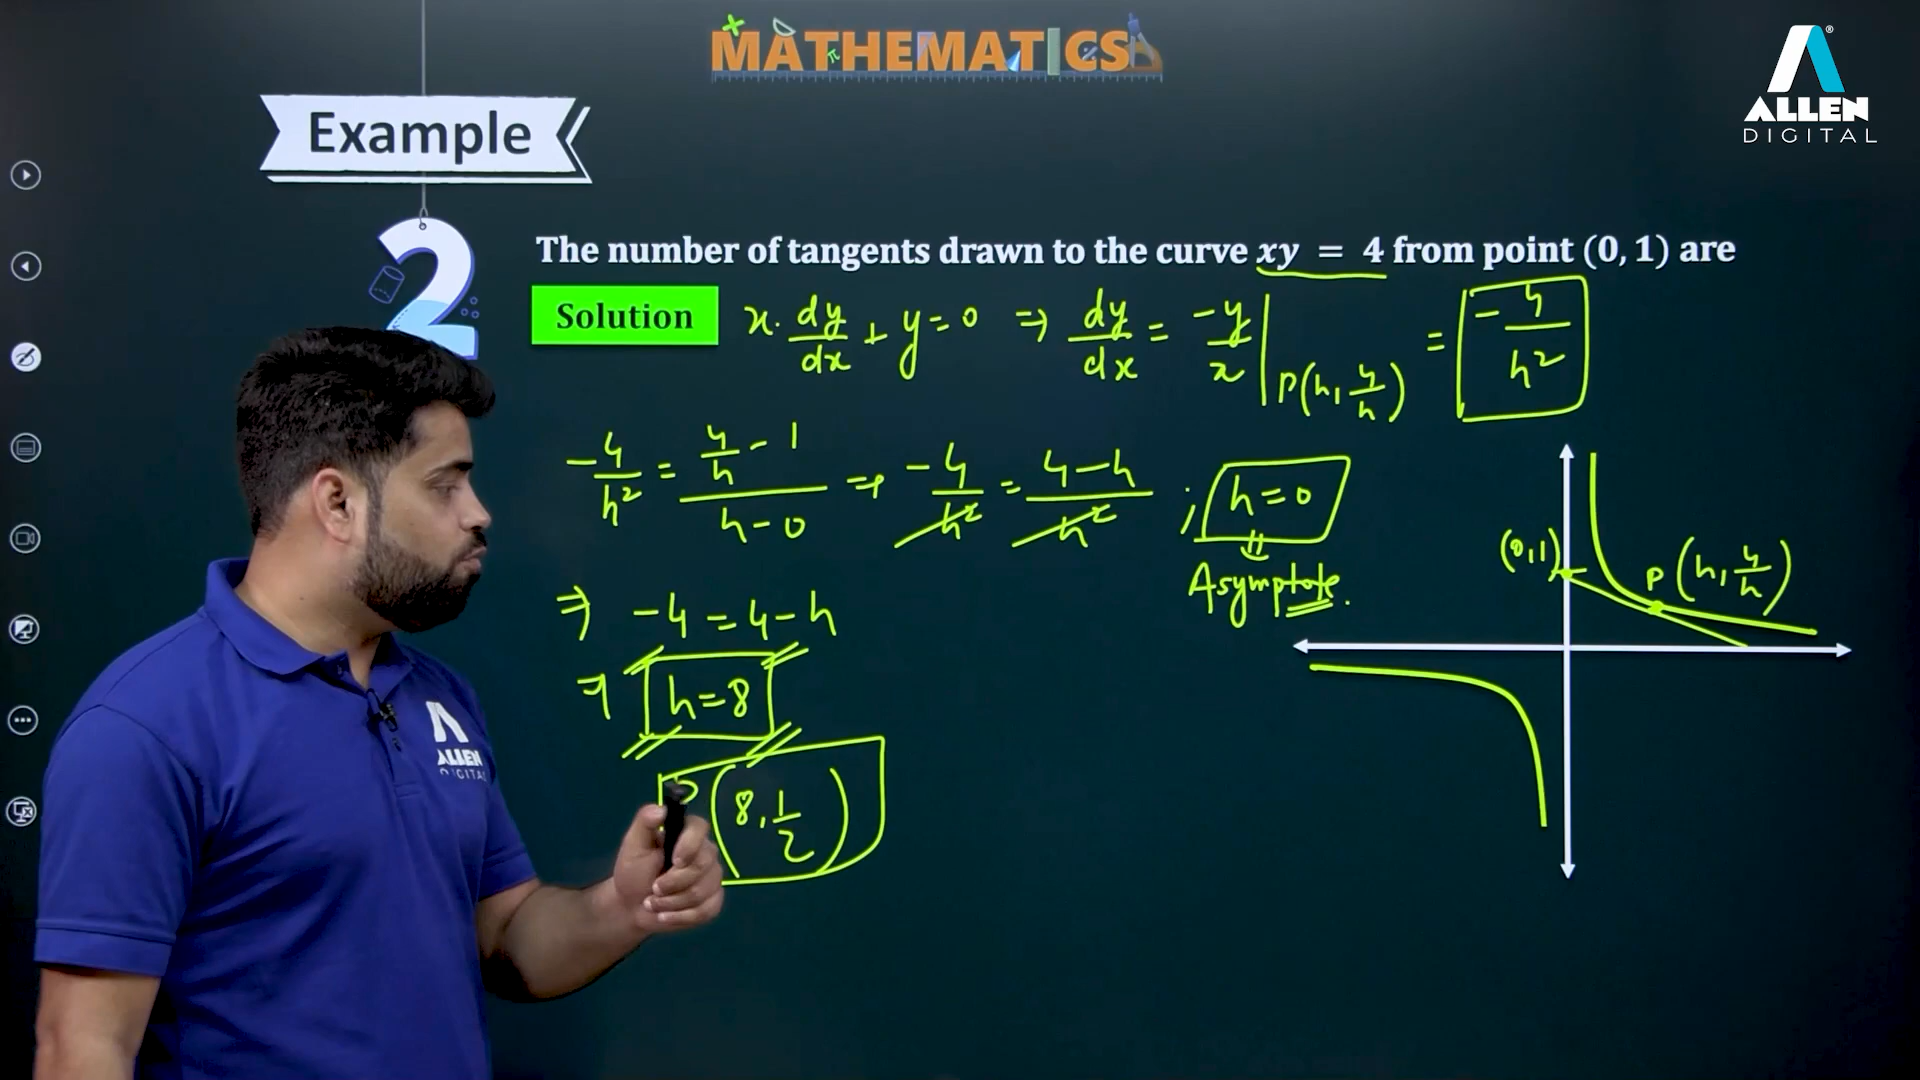 MATHEMATICS
ALLEN
DIGITAL
Example
2
The number of tangents drawn to the curve xy = 4 from point (0, 1) are
Solution
x· dy/dx + y = 0 ⇒ dy/dx = -y/x | P(h, 4/h) = -4/h²
-4/h² = (4/h - 1)/(h - 0) ⇒ -4/h² = (4 - h)/h² ; h = 0
Asymptote.
(0,1)
P (h, 4/h)
⇒ -4 = 4 - h
⇒ h = 8
P (8, 1/2)
ALLEN
DIGITAL